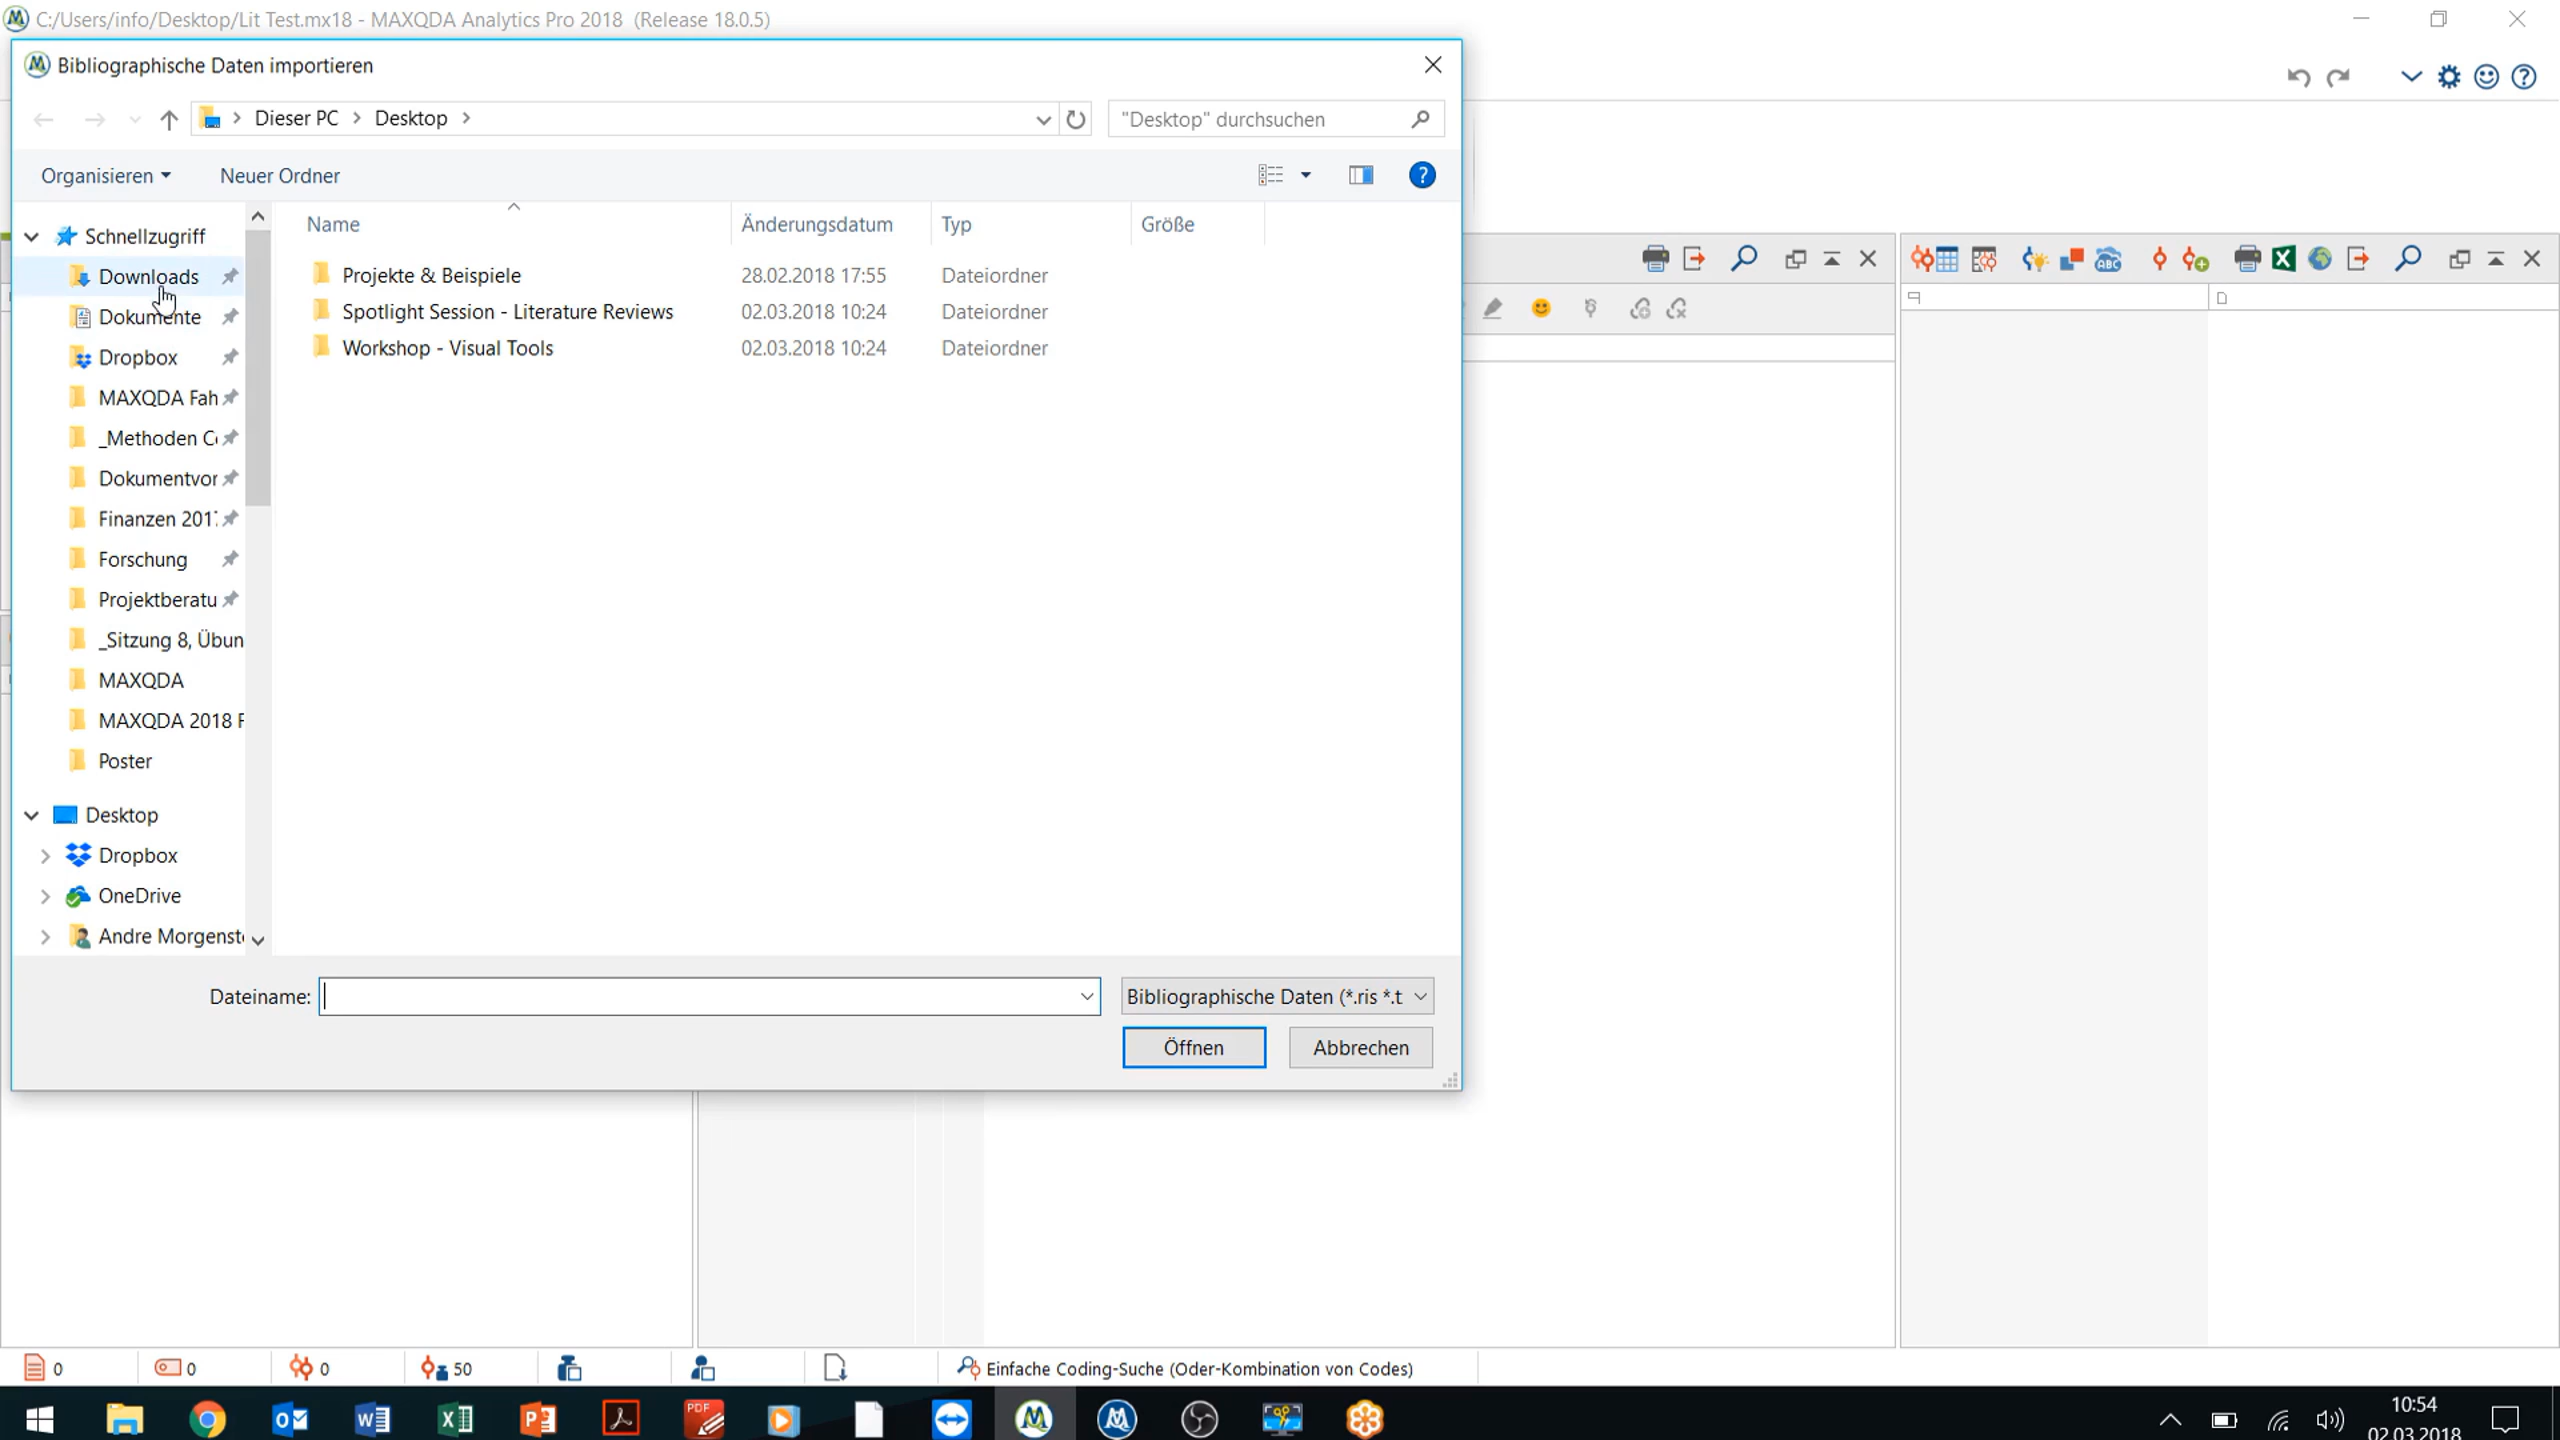 C:/Users/info/Desktop/Lit Test.mx18 - MAXQDA Analytics Pro 2018 (Release 18.0.5)
Bibliographische Daten importieren
Dieser PC
Desktop
"Desktop" durchsuchen
Organisieren
Neuer Ordner
Name
Änderungsdatum
Typ
Größe
Projekte & Beispiele
28.02.2018 17:55
Dateiordner
Spotlight Session - Literature Reviews
02.03.2018 10:24
Dateiordner
Workshop - Visual Tools
02.03.2018 10:24
Dateiordner
Schnellzugriff
Downloads
Dokumente
Dropbox
MAXQDA Fah
_Methoden C
Dokumentvor
Finanzen 2017
Forschung
Projektberatu
_Sitzung 8, Übun
MAXQDA
MAXQDA 2018 F
Poster
Desktop
Dropbox
OneDrive
Andre Morgenst
Dateiname:
Bibliographische Daten (*.ris *.t
Öffnen
Abbrechen
0
0
0
50
Einfache Coding-Suche (Oder-Kombination von Codes)
10:54
02.03.2018